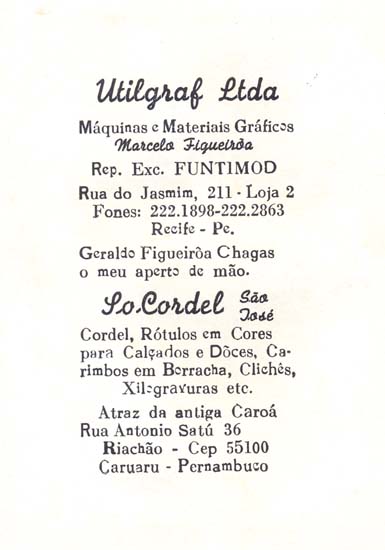 Utilgraf Ltda
Máquinas e Materiais Gráficos
Marcelo Figueirôa
Rep. Exc. FUNTIMOD
Rua do Jasmim, 211 - Loja 2
Fones: 222.1898-222.2863
Recife - Pe.
Geraldo Figueirôa Chagas
o meu aperto de mão.
So.Cordel São José
Cordel, Rótulos em Cores
para Calçados e Dôces, Ca-
rimbos em Borracha, Clichês,
Xilogravuras etc.
Atraz da antiga Caroá
Rua Antonio Satú 36
Riachão - Cep 55100
Caruaru - Pernambuco